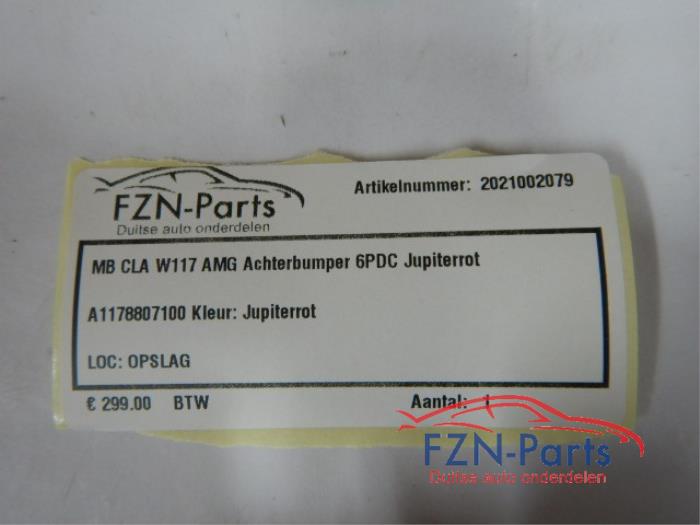 FZN-Parts
Duitse auto onderdelen
Artikelnummer: 2021002079
MB CLA W117 AMG Achterbumper 6PDC Jupiterrot
A1178807100 Kleur: Jupiterrot
LOC: OPSLAG
€ 299.00 BTW
Aantal: 1
FZN-Parts
Duitse auto onderdelen